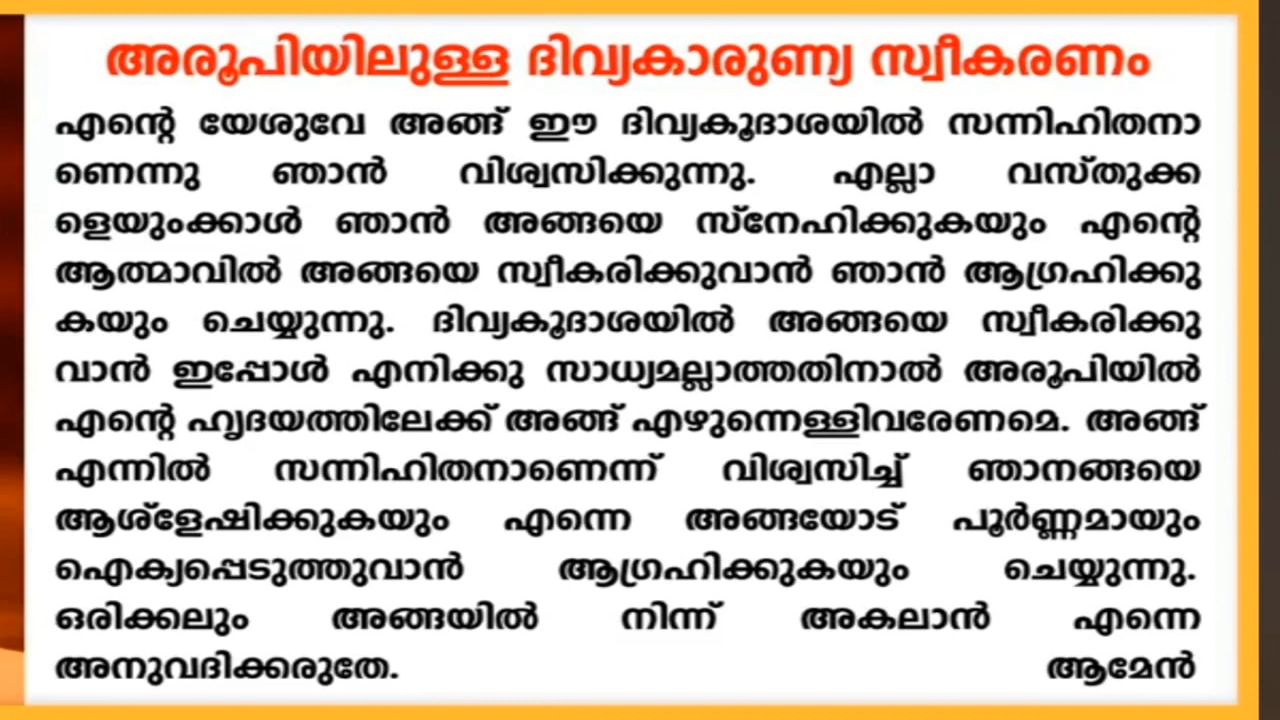 അരൂപിയിലുള്ള ദിവ്യകാരുണ്യ സ്വീകരണം
എന്റെ യേശുവേ അങ്ങ് ഈ ദിവ്യകൂദാശയിൽ സന്നിഹിതനാ
ണെന്നു ഞാൻ വിശ്വസിക്കുന്നു. എല്ലാ വസ്തുക്ക
ളെയുംക്കാൾ ഞാൻ അങ്ങയെ സ്നേഹിക്കുകയും എന്റെ
ആത്മാവിൽ അങ്ങയെ സ്വീകരിക്കുവാൻ ഞാൻ ആഗ്രഹിക്കു
കയും ചെയ്യുന്നു. ദിവ്യകൂദാശയിൽ അങ്ങയെ സ്വീകരിക്കു
വാൻ ഇപ്പോൾ എനിക്കു സാധ്യമല്ലാത്തതിനാൽ അരൂപിയിൽ
എന്റെ ഹൃദയത്തിലേക്ക് അങ്ങ് എഴുന്നെള്ളിവരേണമെ. അങ്ങ്
എന്നിൽ സന്നിഹിതനാണെന്ന് വിശ്വസിച്ച് ഞാനങ്ങയെ
ആശ്ളേഷിക്കുകയും എന്നെ അങ്ങയോട് പൂർണ്ണമായും
ഐക്യപ്പെടുത്തുവാൻ ആഗ്രഹിക്കുകയും ചെയ്യുന്നു.
ഒരിക്കലും അങ്ങയിൽ നിന്ന് അകലാൻ എന്നെ
അനുവദിക്കരുതേ. ആമേൻ